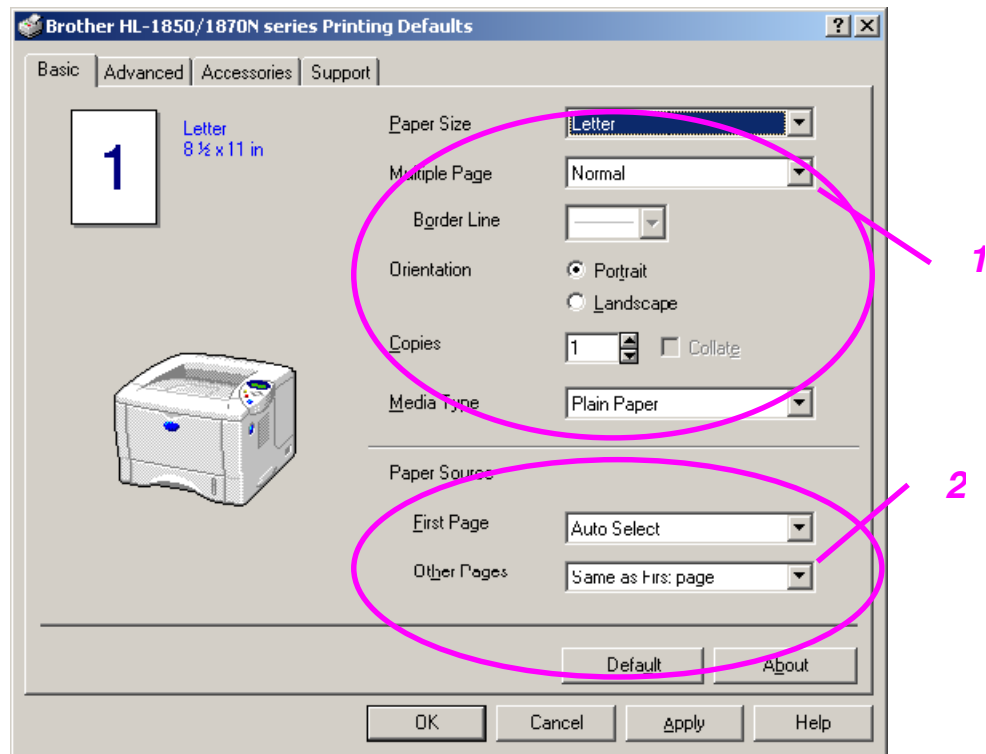 Brother HL-1850/1870N series Printing Defaults
Basic Advanced Accessories Support
1
Letter
8 ½ x 11 in
Paper Size Letter
Multiple Page Normal
Border Line
Orientation Portrait
Landscape
Copies 1 Collate
Media Type Plain Paper
1
Paper Source
First Page Auto Select
Other Pages Same as First page
2
Default About
OK Cancel Apply Help